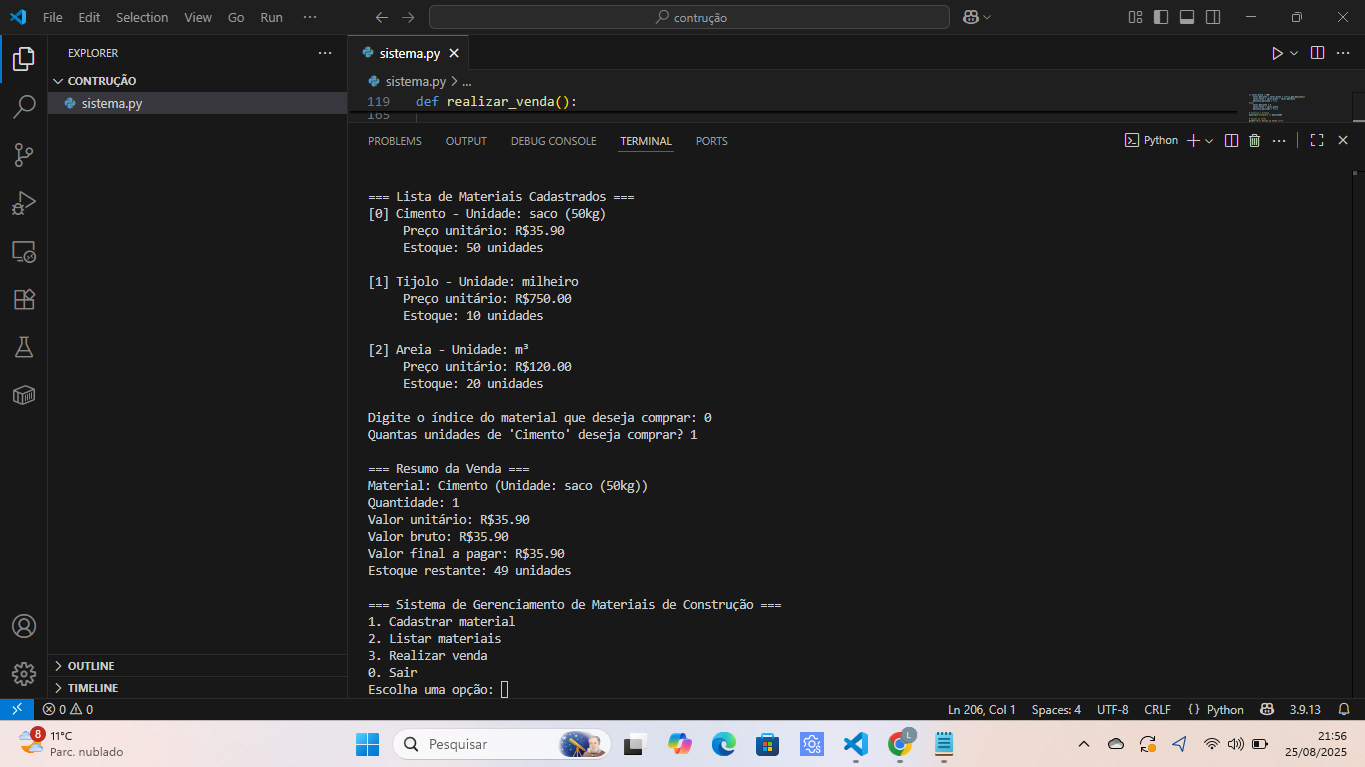 File Edit Selection View Go Run ···
contrução
EXPLORER ···
CONTRUÇÃO
sistema.py
sistema.py
sistema.py > ...
119 def realizar_venda():
165
PROBLEMS OUTPUT DEBUG CONSOLE TERMINAL PORTS
Python
=== Lista de Materiais Cadastrados ===
[0] Cimento - Unidade: saco (50kg)
Preço unitário: R$35.90
Estoque: 50 unidades
[1] Tijolo - Unidade: milheiro
Preço unitário: R$750.00
Estoque: 10 unidades
[2] Areia - Unidade: m³
Preço unitário: R$120.00
Estoque: 20 unidades
Digite o índice do material que deseja comprar: 0
Quantas unidades de 'Cimento' deseja comprar? 1
=== Resumo da Venda ===
Material: Cimento (Unidade: saco (50kg))
Quantidade: 1
Valor unitário: R$35.90
Valor bruto: R$35.90
Valor final a pagar: R$35.90
Estoque restante: 49 unidades
=== Sistema de Gerenciamento de Materiais de Construção ===
1. Cadastrar material
2. Listar materiais
3. Realizar venda
0. Sair
Escolha uma opção:
OUTLINE
TIMELINE
0 0
Ln 206, Col 1 Spaces: 4 UTF-8 CRLF {} Python 3.9.13
8
11°C
Parc. nublado
Pesquisar
L
21:56
25/08/2025